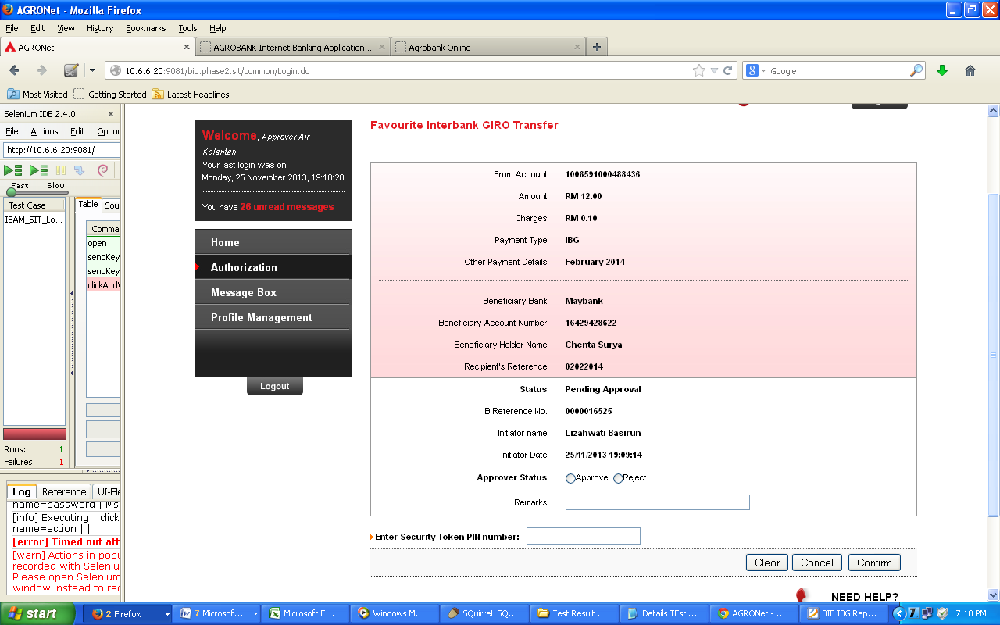 AGRONet - Mozilla Firefox
File Edit View History Bookmarks Tools Help
AGRONet
AGROBANK Internet Banking Application ...
Agrobank Online
10.6.6.20:9081/bib.phase2.sit/common/Login.do
Google
Most Visited Getting Started Latest Headlines
Selenium IDE 2.4.0
File Actions Edit Option
http://10.6.6.20:9081/
Fast Slow
Test Case
IBAM_SIT_Lo...
Table Sour
Comma
open
sendKey
sendKey
clickAndV
Runs: 1
Failures: 1
Log Reference UI-Ele
name=password | Mss
[info] Executing: |click
name=action | |
[error] Timed out aft
[warn] Actions in popu
recorded with Seleniu
Please open Selenium
window instead to rec
Welcome, Approver Air
Kelantan
Your last login was on
Monday, 25 November 2013, 19:10:28
You have 26 unread messages
Home
Authorization
Message Box
Profile Management
Logout
Favourite Interbank GIRO Transfer
From Account: 1006591000488436
Amount: RM 12.00
Charges: RM 0.10
Payment Type: IBG
Other Payment Details: February 2014
Beneficiary Bank: Maybank
Beneficiary Account Number: 16429428622
Beneficiary Holder Name: Chenta Surya
Recipient's Reference: 02022014
Status: Pending Approval
IB Reference No.: 0000016525
Initiator name: Lizahwati Basirun
Initiator Date: 25/11/2013 19:09:14
Approver Status: Approve Reject
Remarks:
Enter Security Token PIN number:
Clear Cancel Confirm
NEED HELP?
start
2 Firefox
7 Microsof...
Microsoft E...
Windows M...
SQuirreL SQ...
Test Result ...
Details TEsti...
AGRONet - ...
BIB IBG Rep...
7:10 PM